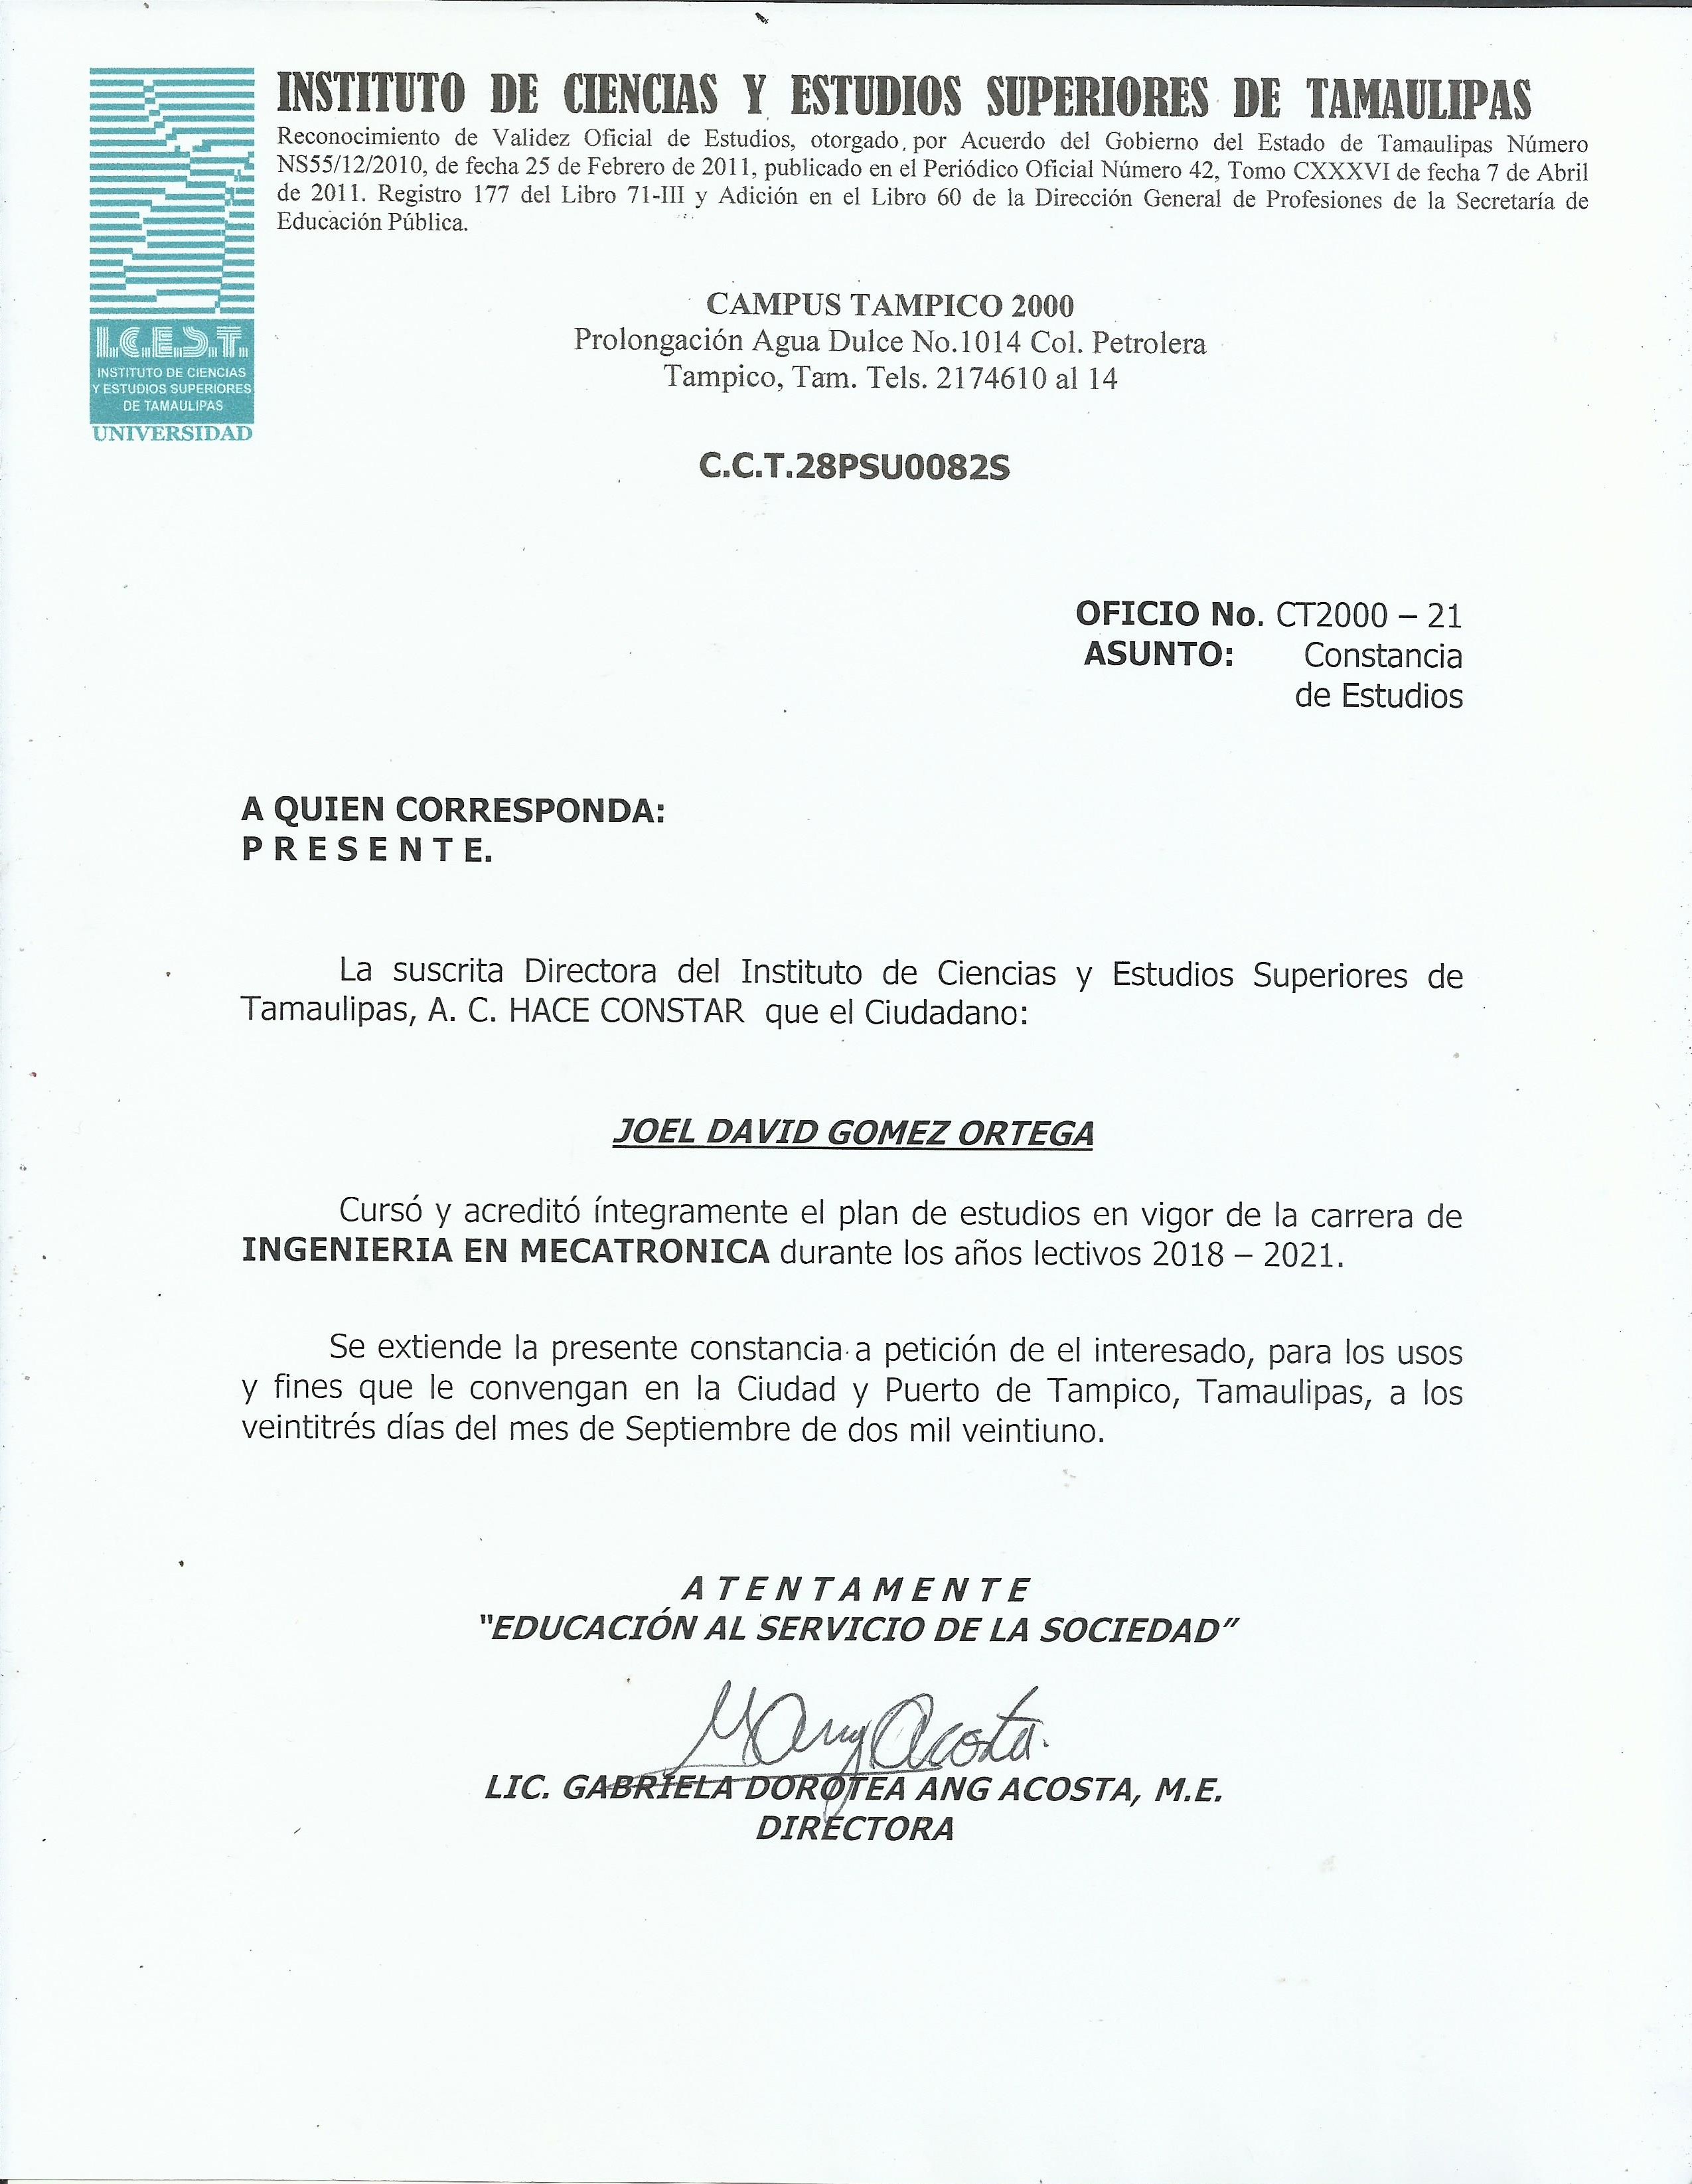 INSTITUTO DE CIENCIAS Y ESTUDIOS SUPERIORES DE TAMAULIPAS
Reconocimiento de Validez Oficial de Estudios, otorgado por Acuerdo del Gobierno del Estado de Tamaulipas Número
NS55/12/2010, de fecha 25 de Febrero de 2011, publicado en el Periódico Oficial Número 42, Tomo CXXXVI de fecha 7 de Abril
de 2011. Registro 177 del Libro 71-III y Adición en el Libro 60 de la Dirección General de Profesiones de la Secretaría de
Educación Pública.
I.C.E.S.T.
INSTITUTO DE CIENCIAS
Y ESTUDIOS SUPERIORES
DE TAMAULIPAS
UNIVERSIDAD
CAMPUS TAMPICO 2000
Prolongación Agua Dulce No.1014 Col. Petrolera
Tampico, Tam. Tels. 2174610 al 14
C.C.T.28PSU0082S
OFICIO No. CT2000 – 21
ASUNTO: Constancia
de Estudios
A QUIEN CORRESPONDA:
P R E S E N T E.
La suscrita Directora del Instituto de Ciencias y Estudios Superiores de
Tamaulipas, A. C. HACE CONSTAR que el Ciudadano:
JOEL DAVID GOMEZ ORTEGA
Cursó y acreditó íntegramente el plan de estudios en vigor de la carrera de
INGENIERIA EN MECATRONICA durante los años lectivos 2018 – 2021.
Se extiende la presente constancia a petición de el interesado, para los usos
y fines que le convengan en la Ciudad y Puerto de Tampico, Tamaulipas, a los
veintitrés días del mes de Septiembre de dos mil veintiuno.
A T E N T A M E N T E
"EDUCACIÓN AL SERVICIO DE LA SOCIEDAD"
LIC. GABRIELA DOROTEA ANG ACOSTA, M.E.
DIRECTORA